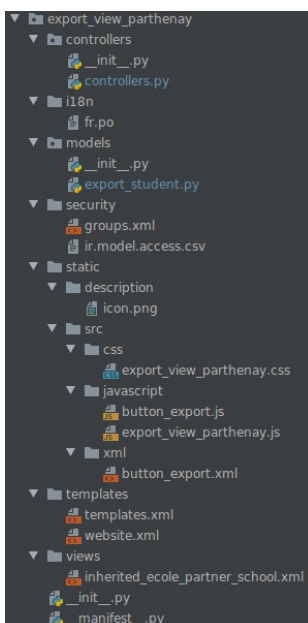 export_view_parthenay
controllers
__init__.py
controllers.py
i18n
fr.po
models
__init__.py
export_student.py
security
groups.xml
ir.model.access.csv
static
description
icon.png
src
css
export_view_parthenay.css
javascript
button_export.js
export_view_parthenay.js
xml
button_export.xml
templates
templates.xml
website.xml
views
inherited_ecole_partner_school.xml
__init__.py
__manifest__.py